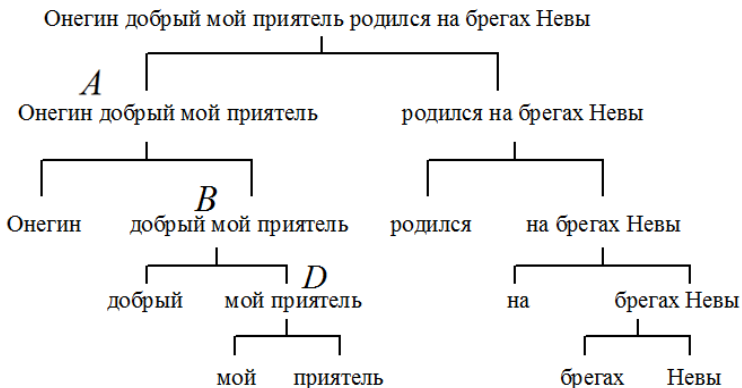 Онегин добрый мой приятель родился на брегах Невы
A
Онегин добрый мой приятель родился на брегах Невы
B
Онегин добрый мой приятель родился на брегах Невы
D
добрый мой приятель на брегах Невы
мой приятель брегах Невы